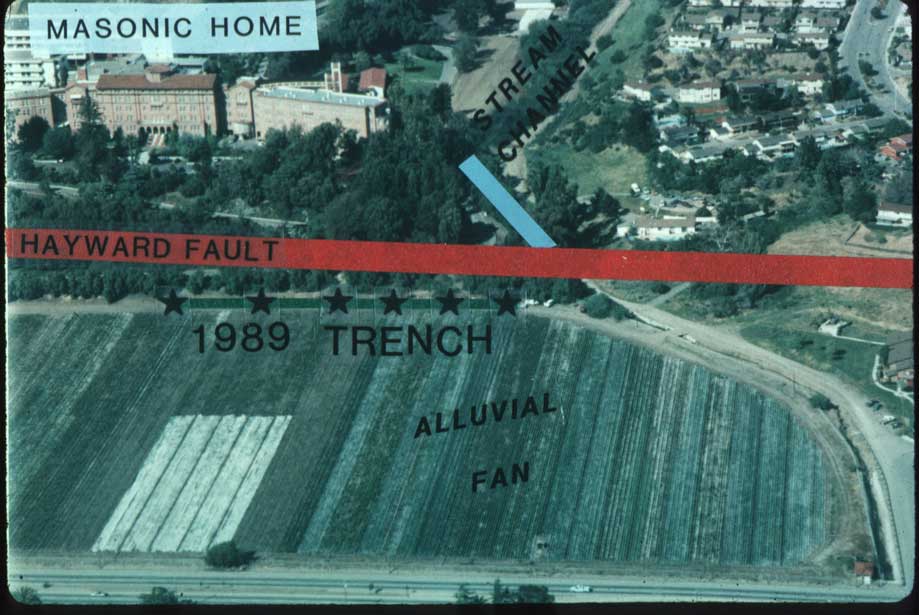 MASONIC HOME
STREAM
CHANNEL
HAYWARD FAULT
1989 TRENCH
ALLUVIAL
FAN